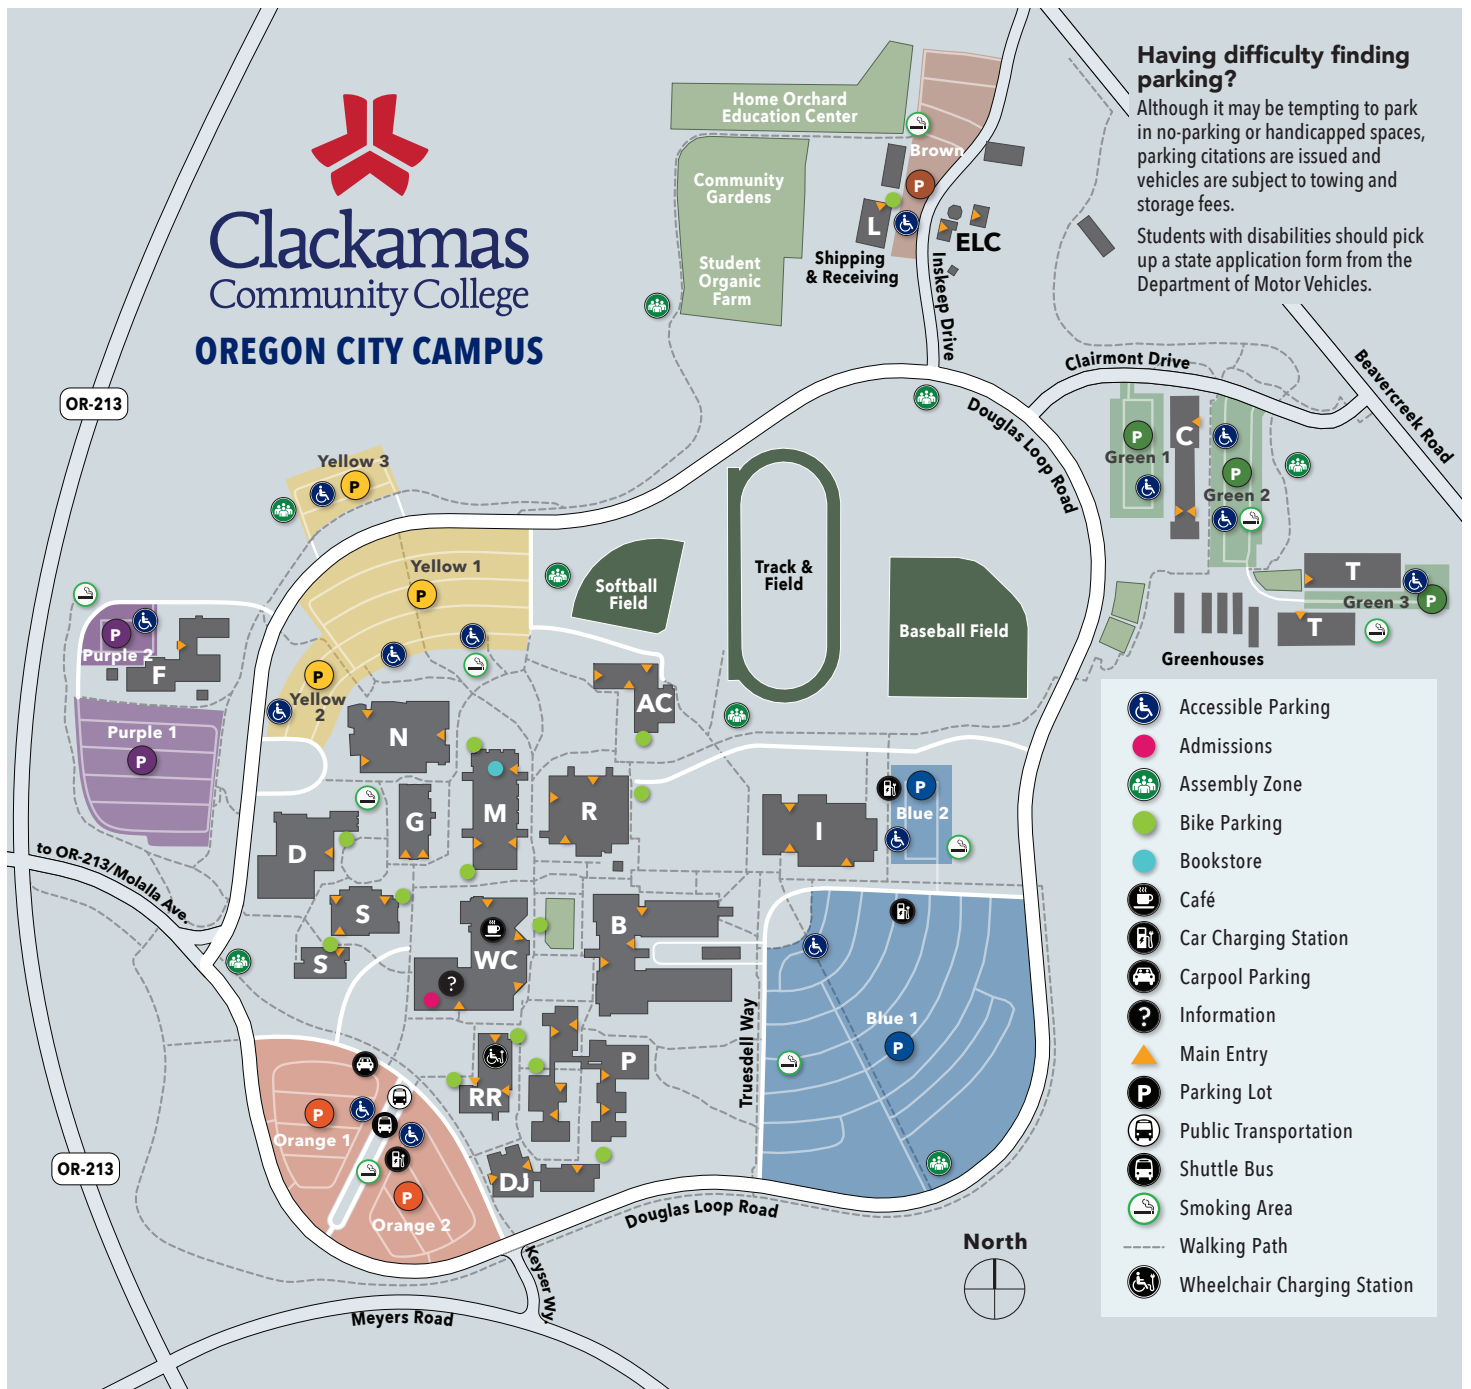 Having difficulty finding
parking?
Although it may be tempting to park
in no-parking or handicapped spaces,
parking citations are issued and
vehicles are subject to towing and
storage fees.
Students with disabilities should pick
up a state application form from the
Department of Motor Vehicles.
Clackamas
Community College
OREGON CITY CAMPUS
Home Orchard
Education Center
Brown
P
Community
Gardens
L
ELC
Shipping
& Receiving
Student
Organic
Farm
Inskeep Drive
Clairmont Drive
Beavercreek Road
OR-213
Douglas Loop Road
P
Green 1
C
P
Green 2
Yellow 3
P
Yellow 1
P
Softball
Field
Track &
Field
Baseball Field
T
Green 3
P
T
Greenhouses
P
Purple 2
F
P
Yellow
2
Purple 1
P
N
AC
M
R
G
D
I
P
Blue 2
to OR-213/Molalla Ave.
S
S
B
WC
?
Blue 1
P
Truesdell Way
P
RR
P
Orange 1
P
Orange 2
DJ
OR-213
Douglas Loop Road
Keyser Wy.
Meyers Road
North
Accessible Parking
Admissions
Assembly Zone
Bike Parking
Bookstore
Café
Car Charging Station
Carpool Parking
? Information
Main Entry
P Parking Lot
Public Transportation
Shuttle Bus
Smoking Area
Walking Path
Wheelchair Charging Station